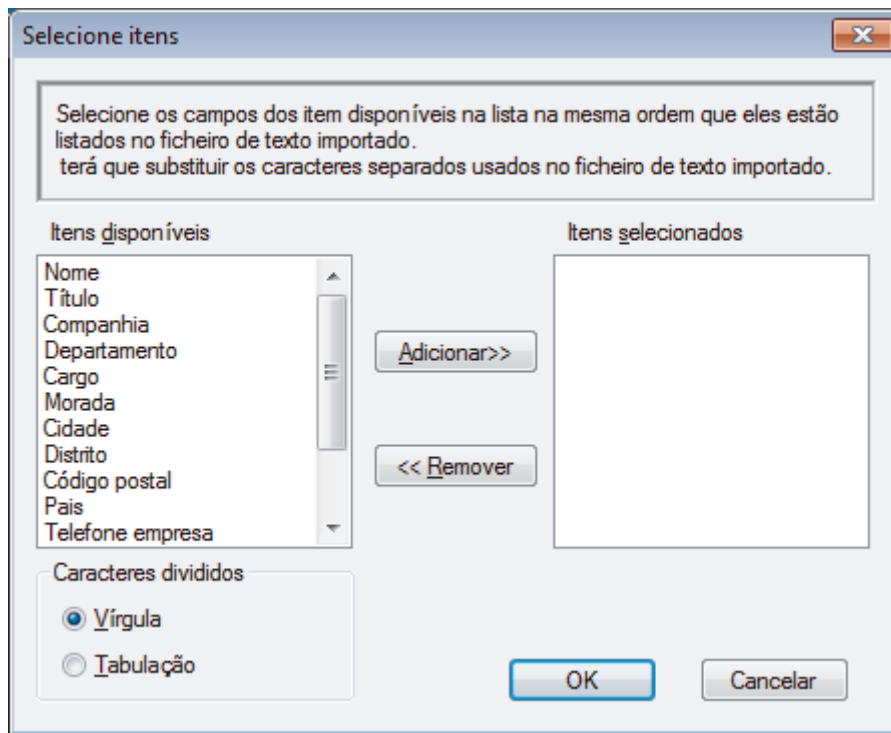 Selecione itens
Selecione os campos dos item disponíveis na lista na mesma ordem que eles estão
listados no ficheiro de texto importado.
terá que substituir os caracteres separados usados no ficheiro de texto importado.
Itens disponíveis
Itens selecionados
Nome
Título
Companhia
Departamento
Cargo
Morada
Cidade
Distrito
Código postal
Pais
Telefone empresa
Adicionar>>
<< Remover
Caracteres divididos
Vírgula
Tabulação
OK
Cancelar